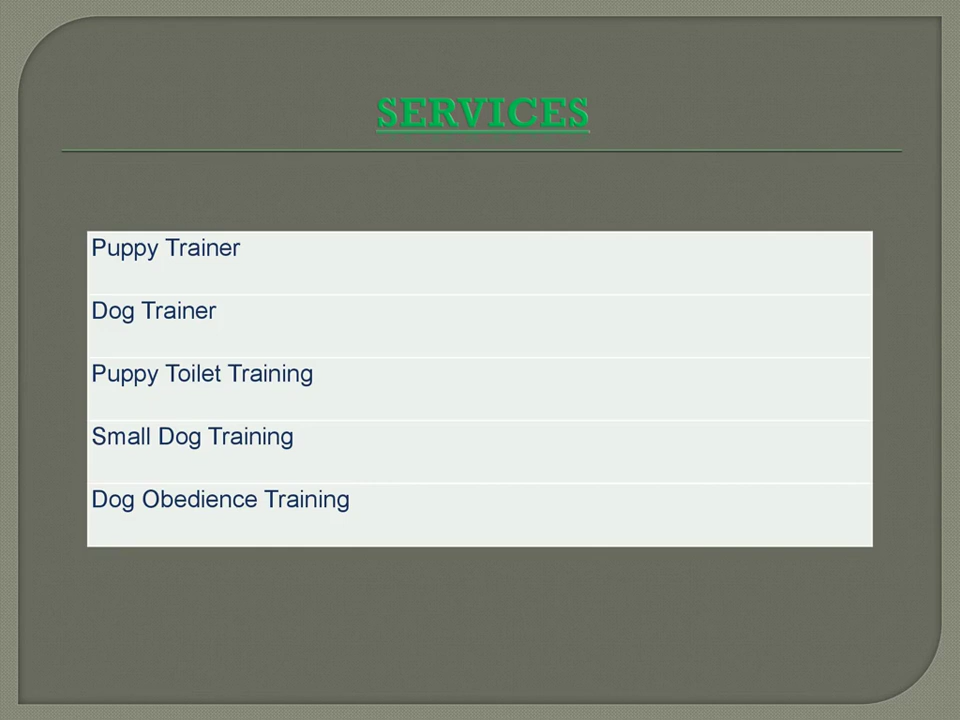 SERVICES
Puppy Trainer
Dog Trainer
Puppy Toilet Training
Small Dog Training
Dog Obedience Training